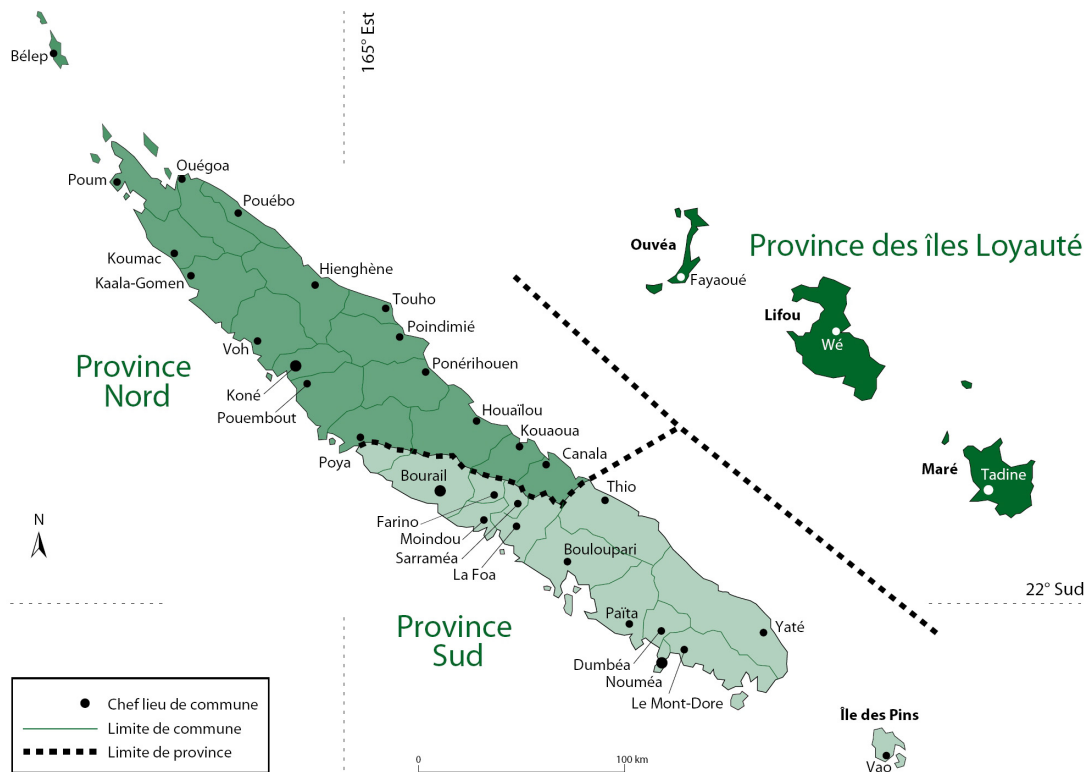 165° Est
Bélep
Ouégoa
Poum
Pouébo
Koumac
Kaala-Gomen
Hienghène
Touho
Poindimié
Voh
Ponérihouen
Province
Nord
Koné
Pouembout
Houaïlou
Kouaoua
Poya
Canala
Bourail
Thio
Farino
Moindou
Sarraméa
La Foa
Bouloupari
Ouvéa
Fayaoué
Province des îles Loyauté
Lifou
Wé
Maré
Tadine
N
22° Sud
Province
Sud
Païta
Yaté
Dumbéa
Nouméa
Le Mont-Dore
Île des Pins
Vao
Chef lieu de commune
Limite de commune
Limite de province
0 100 km